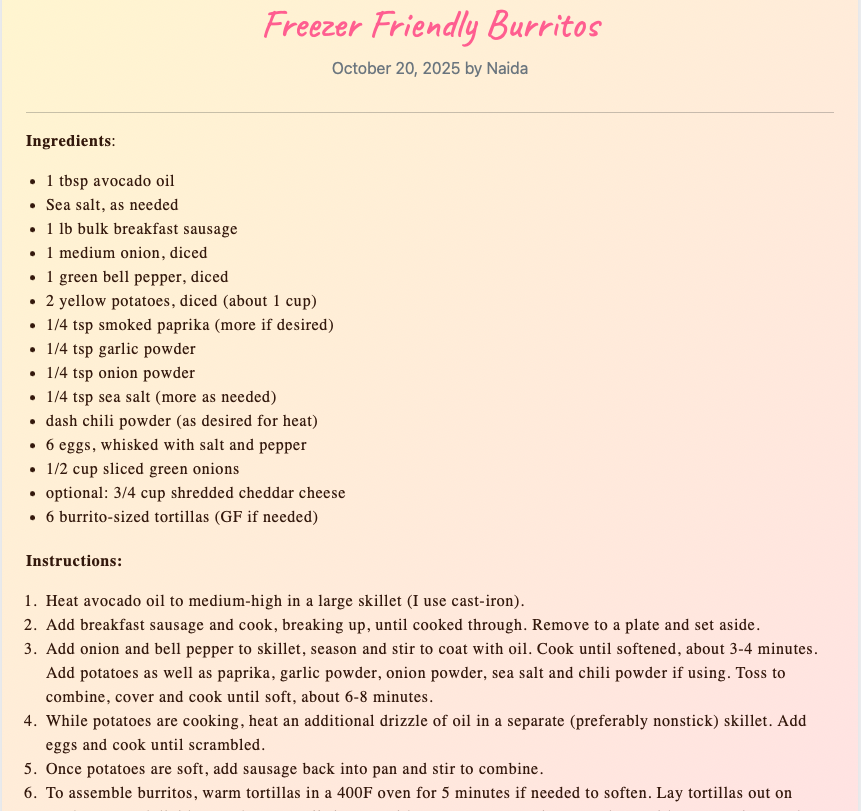 Freezer Friendly Burritos
October 20, 2025 by Naida
Ingredients:
• 1 tbsp avocado oil
• Sea salt, as needed
• 1 lb bulk breakfast sausage
• 1 medium onion, diced
• 1 green bell pepper, diced
• 2 yellow potatoes, diced (about 1 cup)
• 1/4 tsp smoked paprika (more if desired)
• 1/4 tsp garlic powder
• 1/4 tsp onion powder
• 1/4 tsp sea salt (more as needed)
• dash chili powder (as desired for heat)
• 6 eggs, whisked with salt and pepper
• 1/2 cup sliced green onions
• optional: 3/4 cup shredded cheddar cheese
• 6 burrito-sized tortillas (GF if needed)
Instructions:
1. Heat avocado oil to medium-high in a large skillet (I use cast-iron).
2. Add breakfast sausage and cook, breaking up, until cooked through. Remove to a plate and set aside.
3. Add onion and bell pepper to skillet, season and stir to coat with oil. Cook until softened, about 3-4 minutes.
Add potatoes as well as paprika, garlic powder, onion powder, sea salt and chili powder if using. Toss to
combine, cover and cook until soft, about 6-8 minutes.
4. While potatoes are cooking, heat an additional drizzle of oil in a separate (preferably nonstick) skillet. Add
eggs and cook until scrambled.
5. Once potatoes are soft, add sausage back into pan and stir to combine.
6. To assemble burritos, warm tortillas in a 400F oven for 5 minutes if needed to soften. Lay tortillas out on